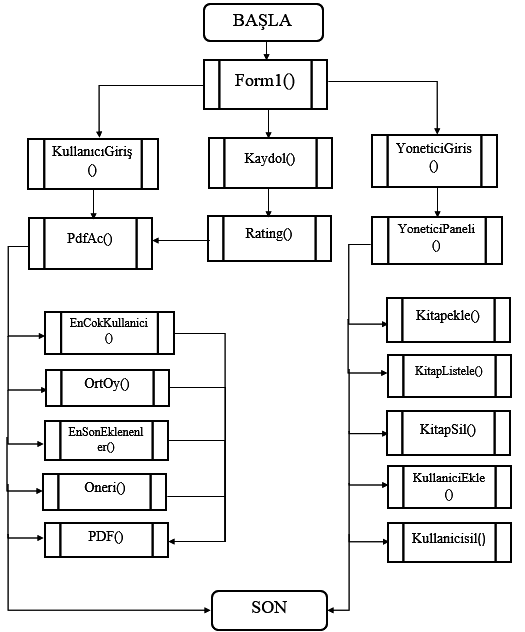 BAŞLA
Form1()
KullanıcıGiriş
()
Kaydol()
YoneticiGiris
()
PdfAc()
Rating()
YoneticiPaneli
()
EnCokKullanici
()
OrtOy()
EnSonEklenenl
er()
Oneri()
PDF()
Kitapekle()
KitapListele()
KitapSil()
KullaniciEkle
()
Kullanicisil()
SON